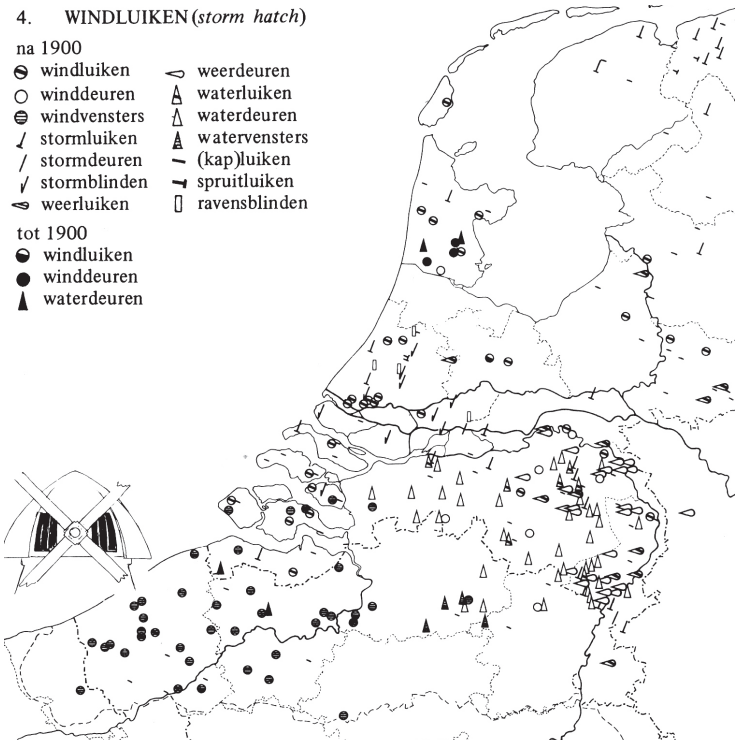 4. WINDLUIKEN (storm hatch)
na 1900
windluiken
winddeuren
windvensters
stormluiken
stormdeuren
stormblinden
weerluiken
weerdeuren
waterluiken
waterdeuren
watervensters
(kap)luiken
spruitluiken
ravensblinden
tot 1900
windluiken
winddeuren
waterdeuren